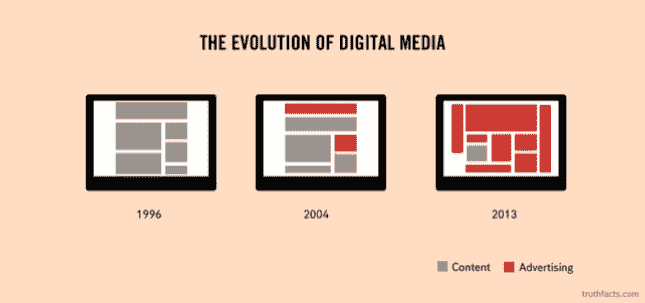 THE EVOLUTION OF DIGITAL MEDIA
1996
2004
2013
Content
Advertising
truthfacts.com